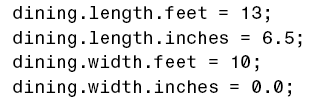 dining.length.feet = 13;
dining.length.inches = 6.5;
dining.width.feet = 10;
dining.width.inches = 0.0;